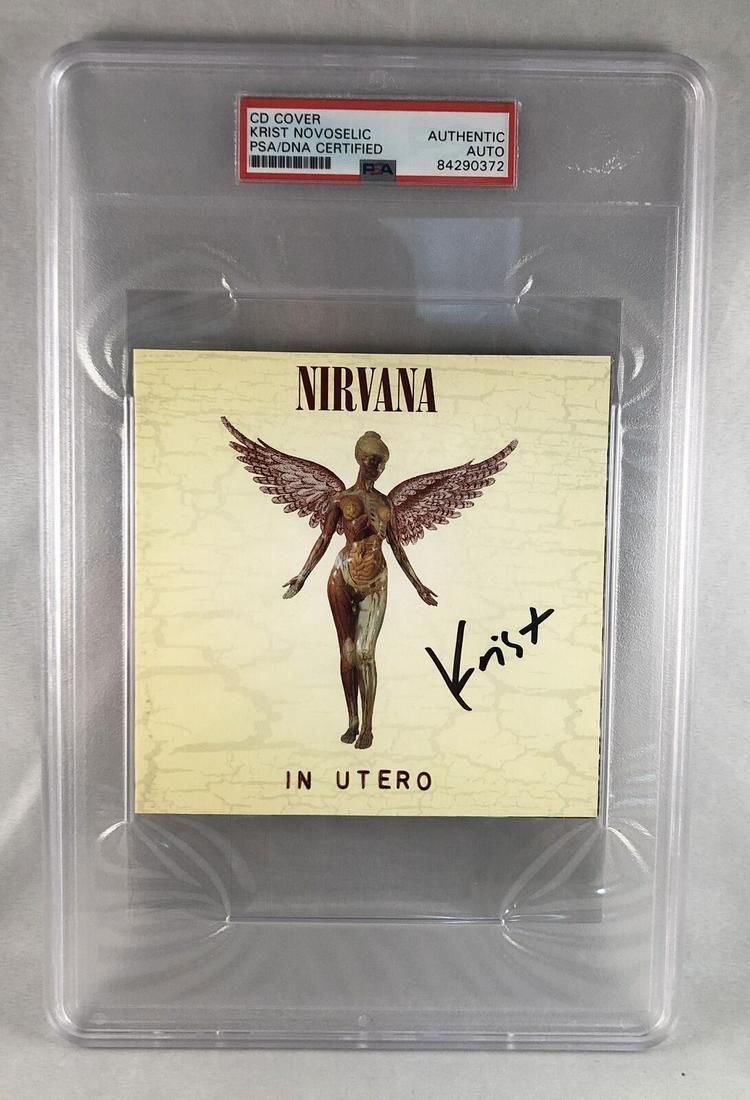 CD COVER
KRIST NOVOSELIC
PSA/DNA CERTIFIED
AUTHENTIC
AUTO
84290372
PSA
NIRVANA
Krist
IN UTERO